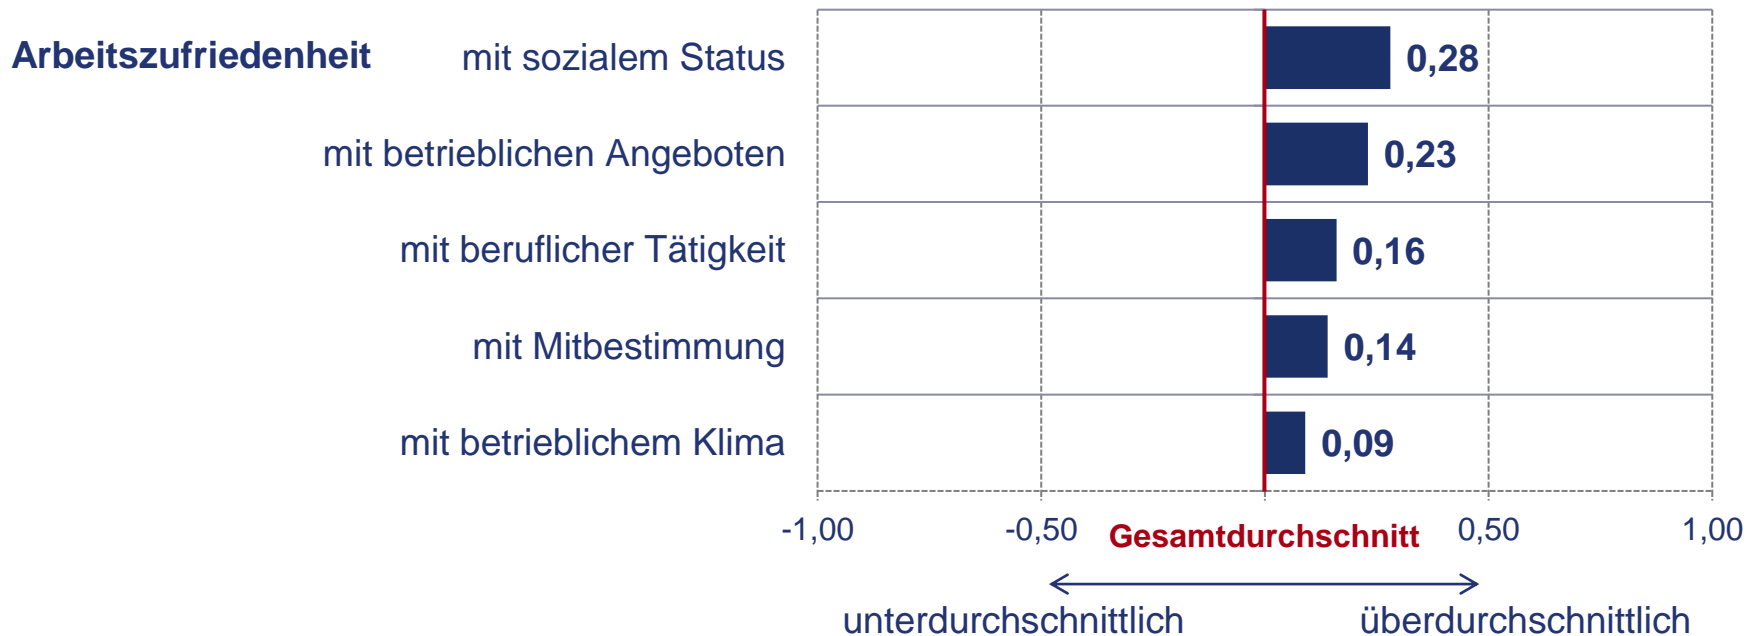 Arbeitszufriedenheit mit sozialem Status 0,28
mit betrieblichen Angeboten 0,23
mit beruflicher Tätigkeit 0,16
mit Mitbestimmung 0,14
mit betrieblichem Klima 0,09
-1,00 -0,50 Gesamtdurchschnitt 0,50 1,00
unterdurchschnittlich überdurchschnittlich